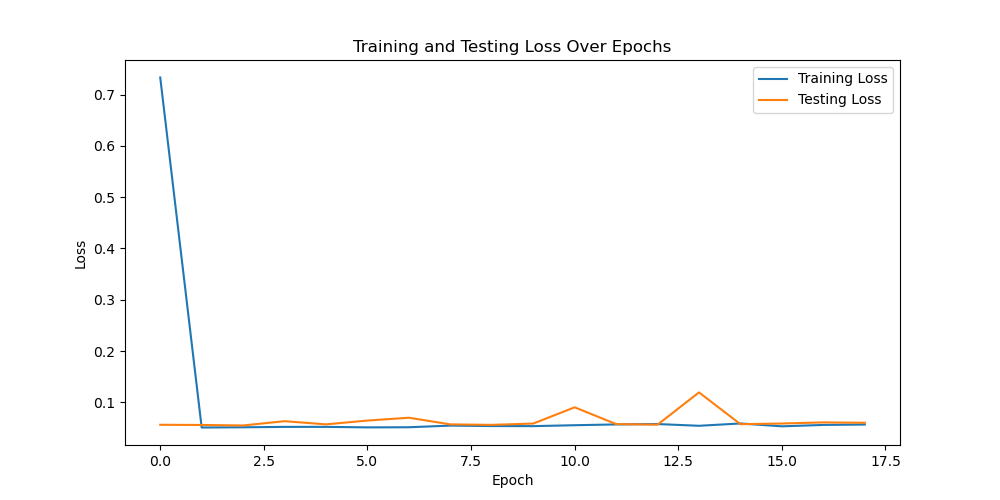 Training and Testing Loss Over Epochs
Training Loss
Testing Loss
0.7
0.6
0.5
0.4
0.3
0.2
0.1
Loss
0.0 2.5 5.0 7.5 10.0 12.5 15.0 17.5
Epoch